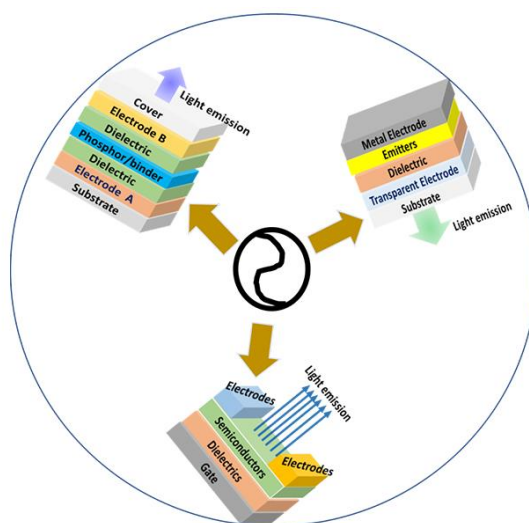 Light emission
Cover
Electrode B
Dielectric
Phosphor/binder
Dielectric
Electrode A
Substrate
Metal Electrode
Emitters
Dielectric
Transparent Electrode
Substrate
Light emission
Electrodes
Light
emission
Semiconductors
Electrodes
Dielectrics
Gate